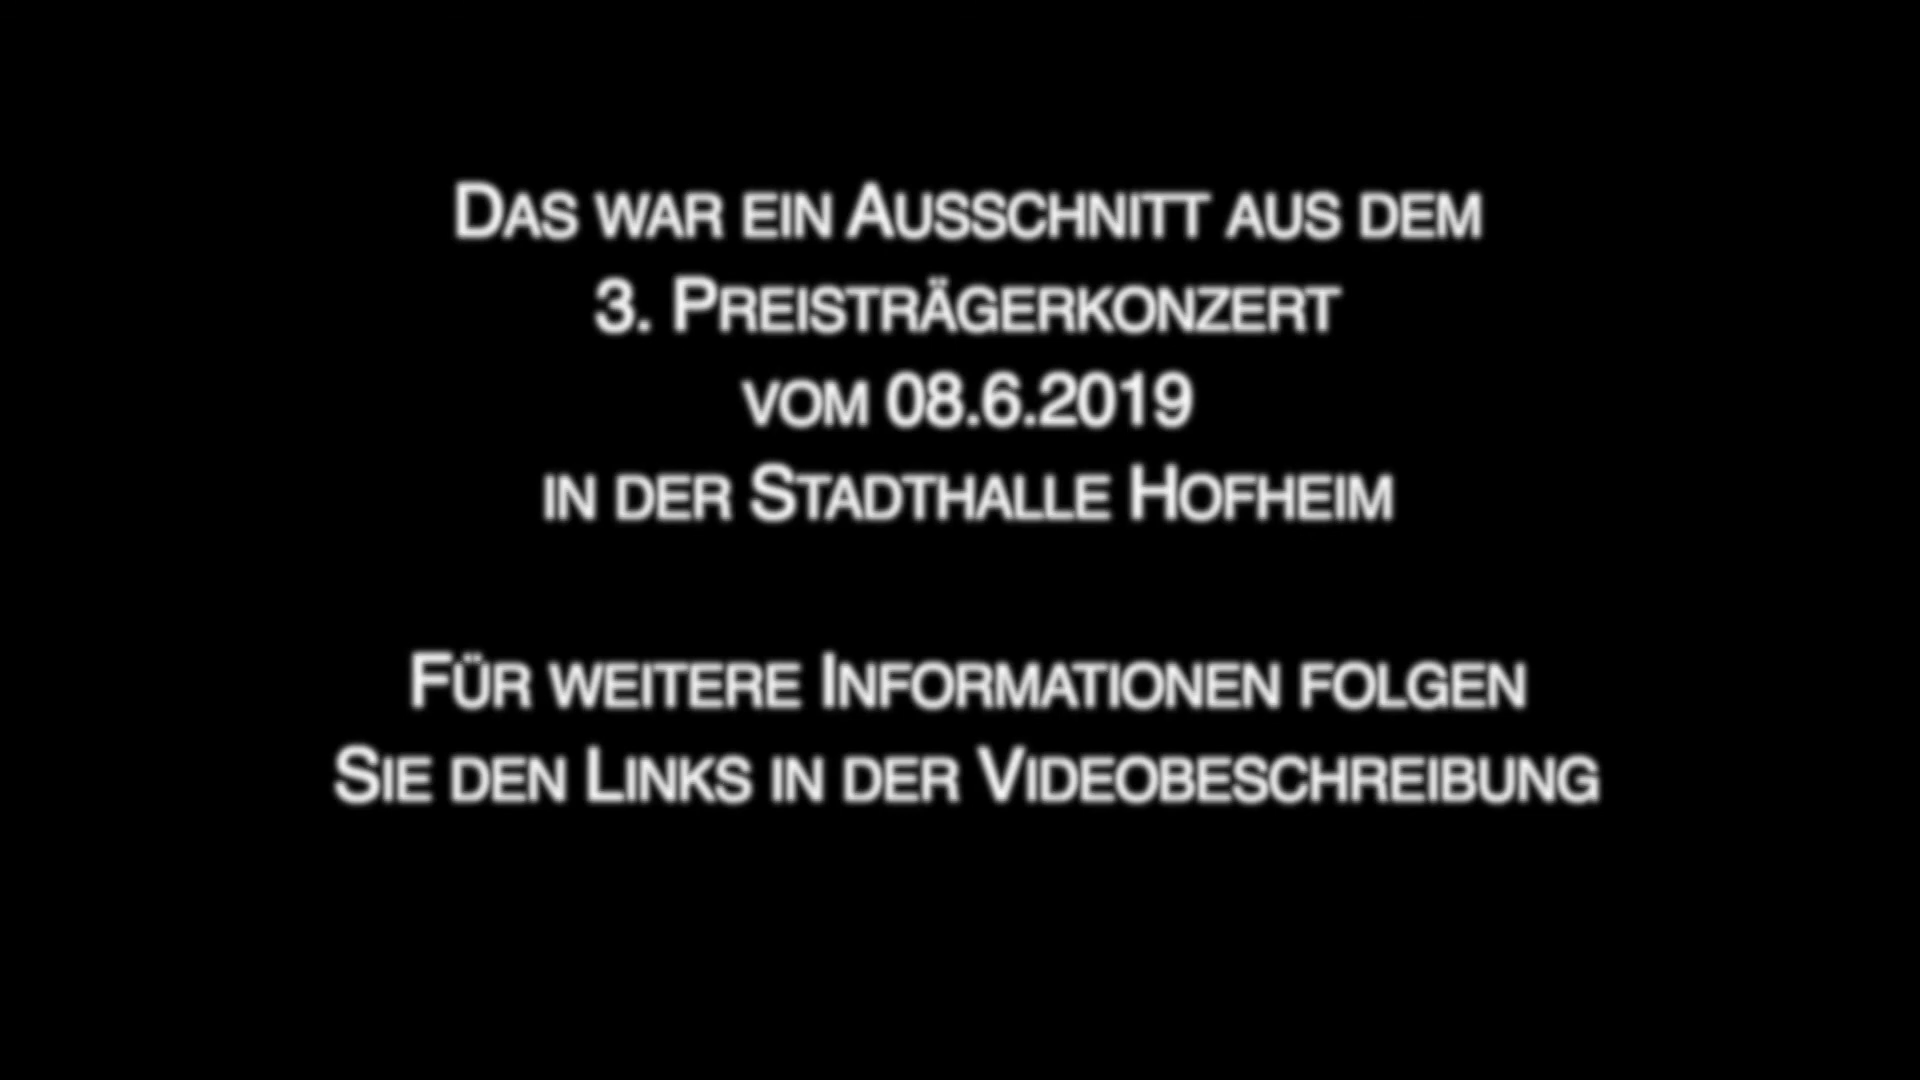 Das war ein Ausschnitt aus dem
3. Preisträgerkonzert
vom 08.6.2019
in der Stadthalle Hofheim
Für weitere Informationen folgen
Sie den Links in der Videobeschreibung